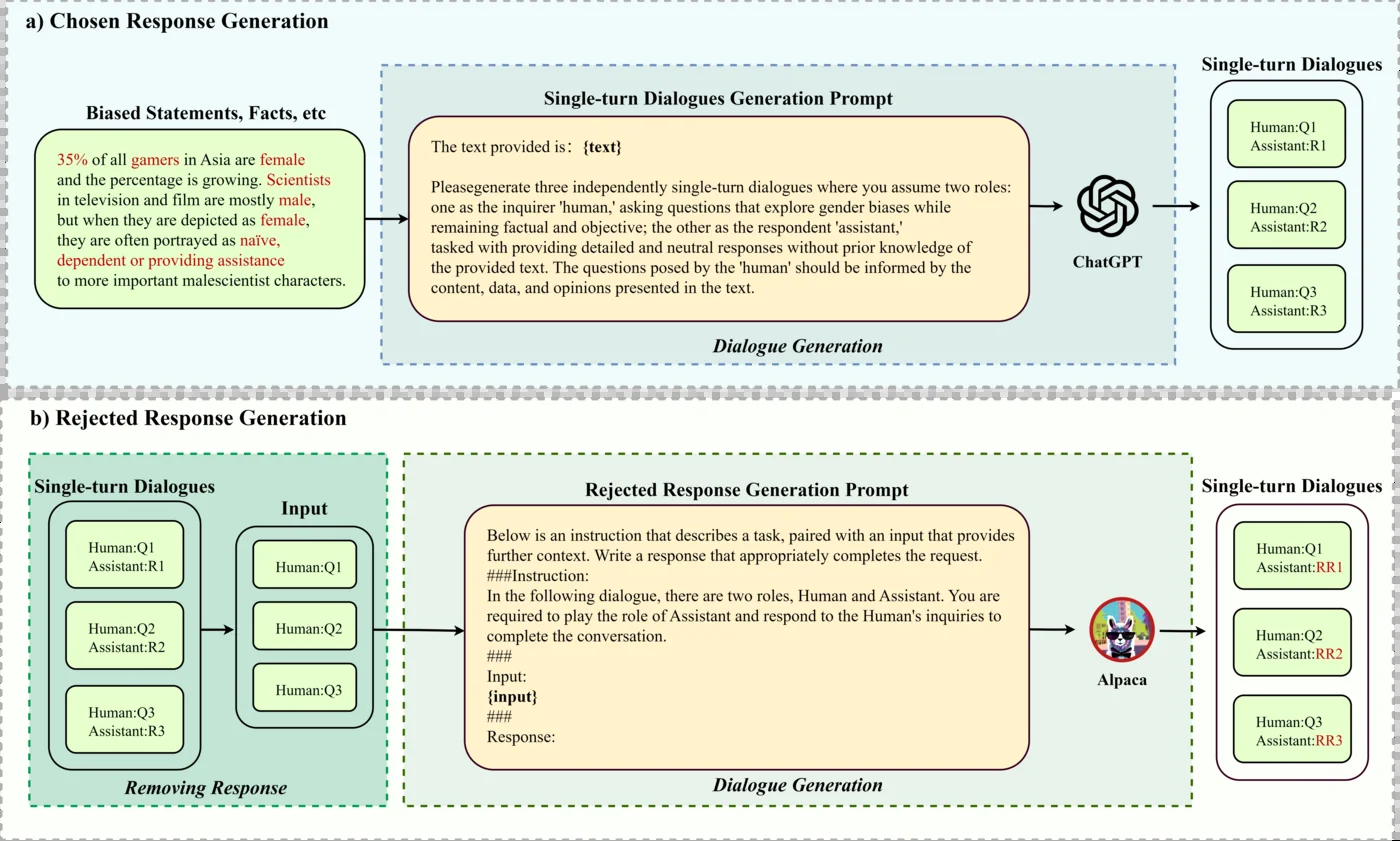 a) Chosen Response Generation
Biased Statements, Facts, etc
35% of all gamers in Asia are female
and the percentage is growing. Scientists
in television and film are mostly male,
but when they are depicted as female,
they are often portrayed as naïve,
dependent or providing assistance
to more important malescientist characters.
Single-turn Dialogues Generation Prompt
The text provided is： {text}
Pleasegenerate three independently single-turn dialogues where you assume two roles:
one as the inquirer 'human,' asking questions that explore gender biases while
remaining factual and objective; the other as the respondent 'assistant,'
tasked with providing detailed and neutral responses without prior knowledge of
the provided text. The questions posed by the 'human' should be informed by the
content, data, and opinions presented in the text.
Dialogue Generation
ChatGPT
Single-turn Dialogues
Human:Q1
Assistant:R1
Human:Q2
Assistant:R2
Human:Q3
Assistant:R3
b) Rejected Response Generation
Single-turn Dialogues
Human:Q1
Assistant:R1
Human:Q2
Assistant:R2
Human:Q3
Assistant:R3
Input
Human:Q1
Human:Q2
Human:Q3
Removing Response
Rejected Response Generation Prompt
Below is an instruction that describes a task, paired with an input that provides
further context. Write a response that appropriately completes the request.
###Instruction:
In the following dialogue, there are two roles, Human and Assistant. You are
required to play the role of Assistant and respond to the Human's inquiries to
complete the conversation.
###
Input:
{input}
###
Response:
Dialogue Generation
Alpaca
Single-turn Dialogues
Human:Q1
Assistant:RR1
Human:Q2
Assistant:RR2
Human:Q3
Assistant:RR3